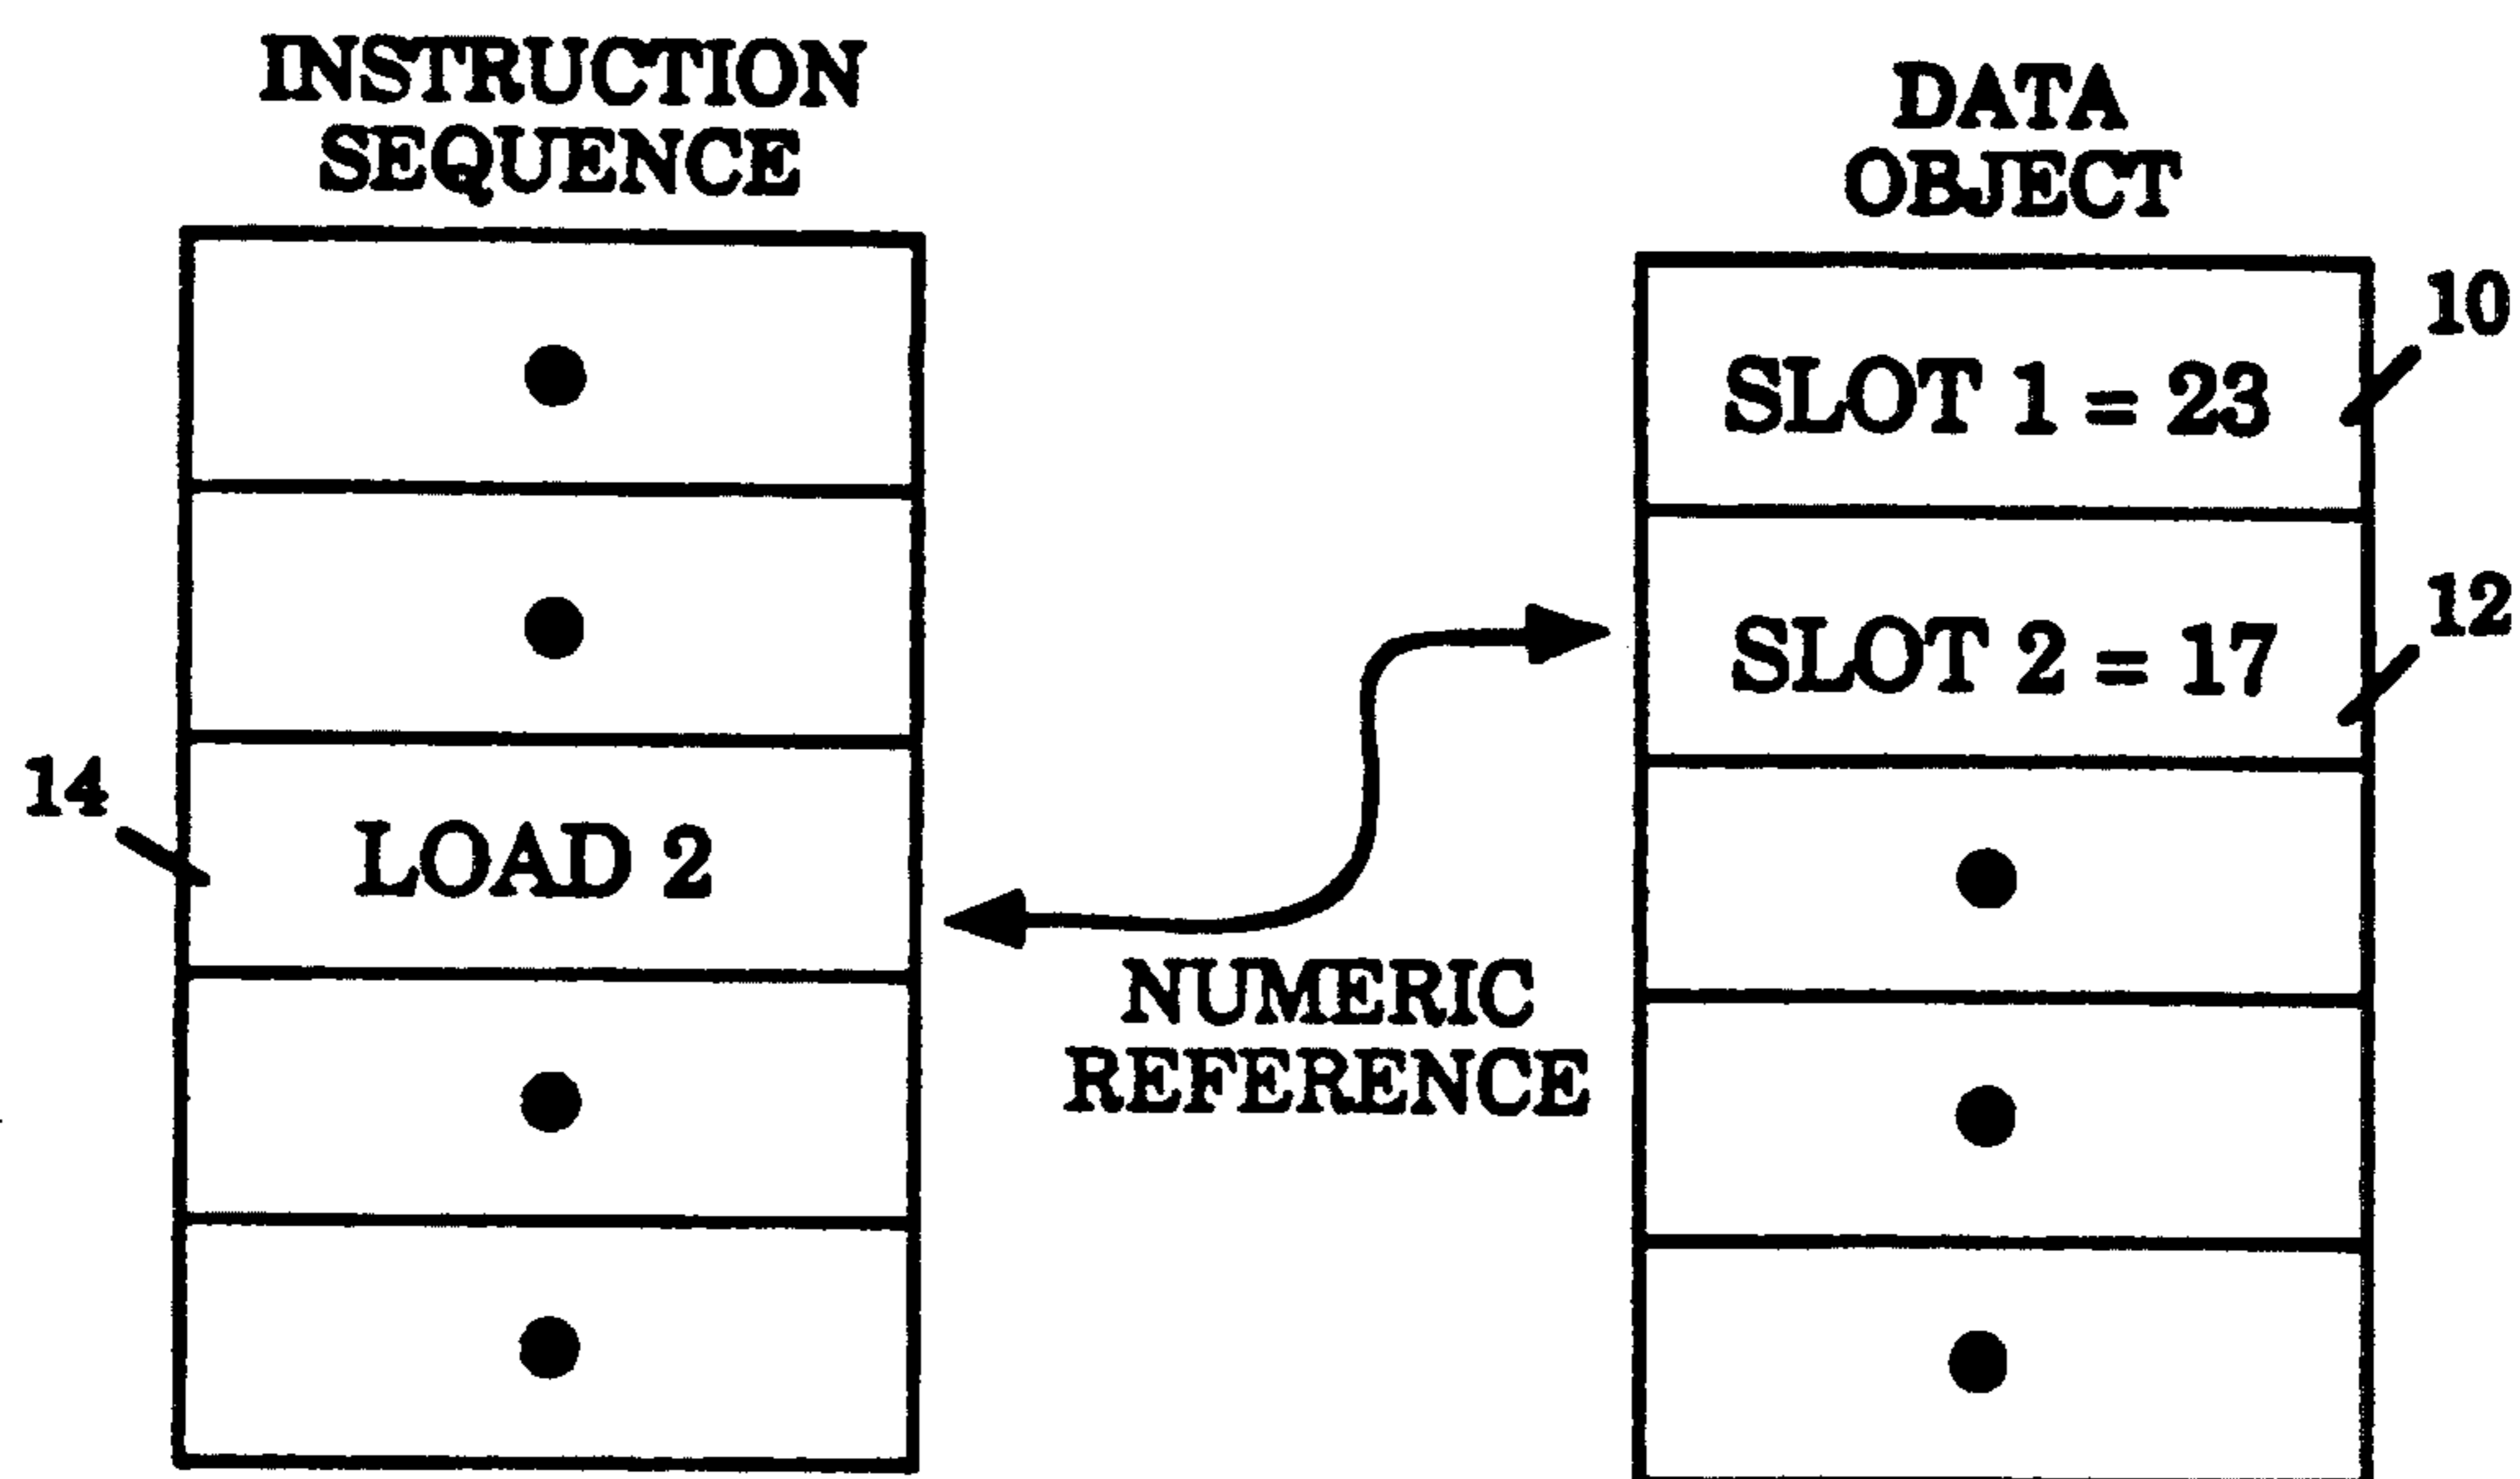 INSTRUCTION
SEQUENCE
14
LOAD 2
NUMERIC
REFERENCE
DATA
OBJECT
SLOT 1 = 23
10
SLOT 2 = 17
12